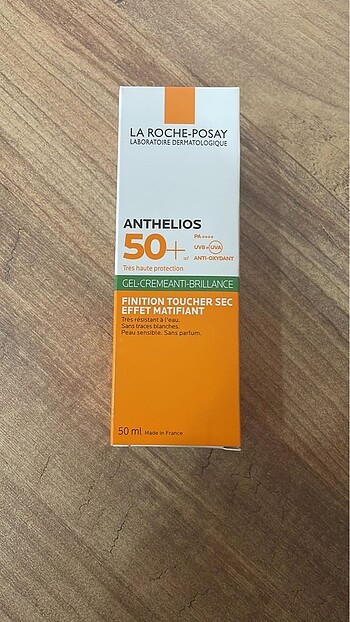 LA ROCHE-POSAY
LABORATOIRE DERMATOLOGIQUE
ANTHELIOS
50+
PA ++++
UVB + UVA
ANTI-OXYDANT
Très haute protection
GEL-CREMEANTI-BRILLANCE
FINITION TOUCHER SEC
EFFET MATIFIANT
Très résistant à l'eau.
Sans traces blanches.
Peau sensible. Sans parfum.
50 ml Made in France